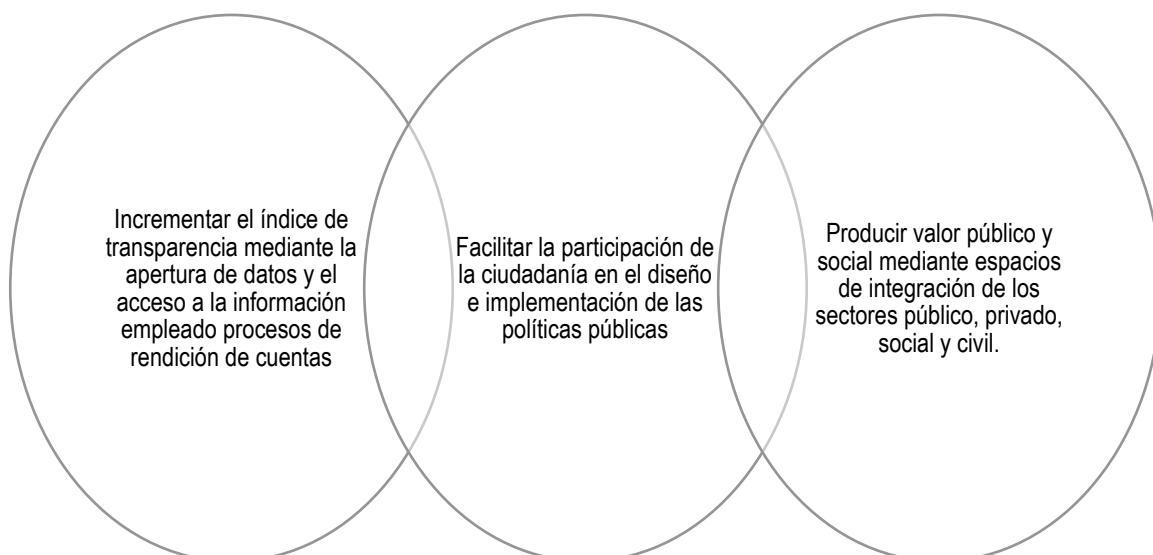 Incrementar el índice de
transparencia mediante la
apertura de datos y el
acceso a la información
empleado procesos de
rendición de cuentas
Facilitar la participación de
la ciudadanía en el diseño
e implementación de las
políticas públicas
Producir valor público y
social mediante espacios
de integración de los
sectores público, privado,
social y civil.